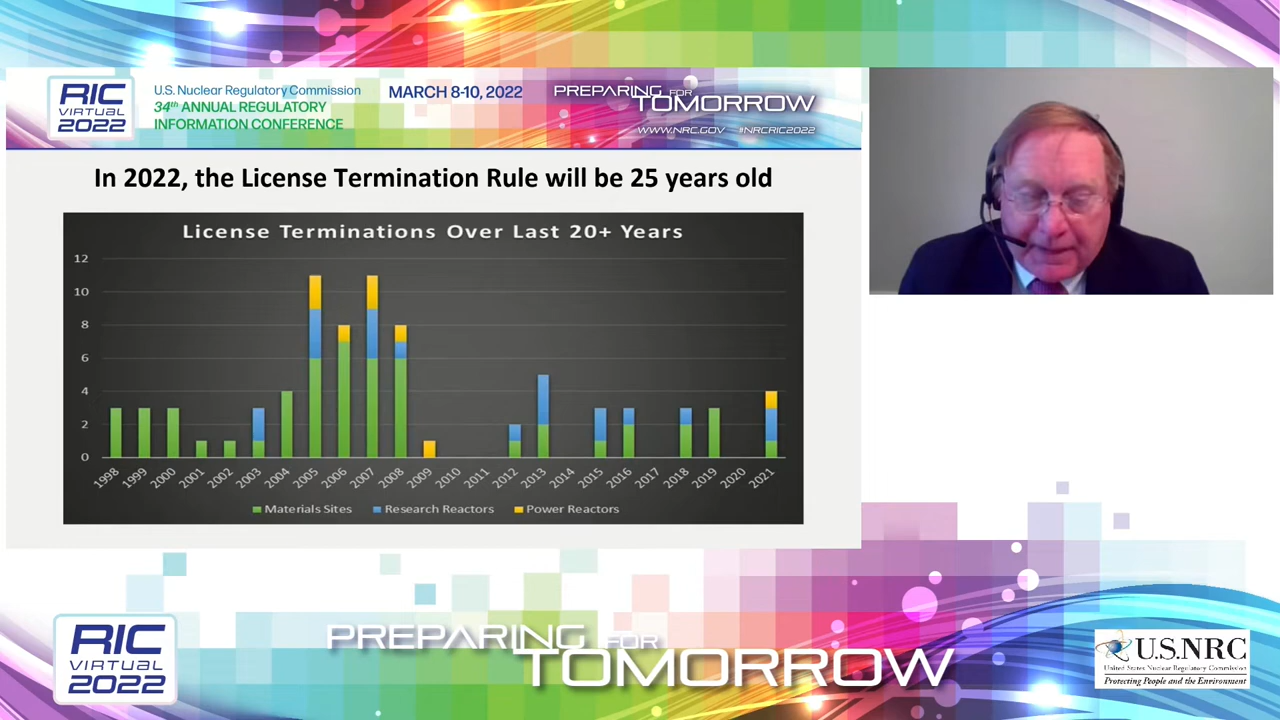 RIC
VIRTUAL
2022
U.S. Nuclear Regulatory Commission
34th ANNUAL REGULATORY
INFORMATION CONFERENCE
MARCH 8-10, 2022
PREPARING FOR
TOMORROW
WWW.NRC.GOV #NRCRIC2022
In 2022, the License Termination Rule will be 25 years old
License Terminations Over Last 20+ Years
12
10
8
6
4
2
0
1998 1999 2000 2001 2002 2003 2004 2005 2006 2007 2008 2009 2010 2011 2012 2013 2014 2015 2016 2017 2018 2019 2020 2021
Materials Sites Research Reactors Power Reactors
RIC
VIRTUAL
2022
PREPARING FOR
TOMORROW
U.S.NRC
United States Nuclear Regulatory Commission
Protecting People and the Environment